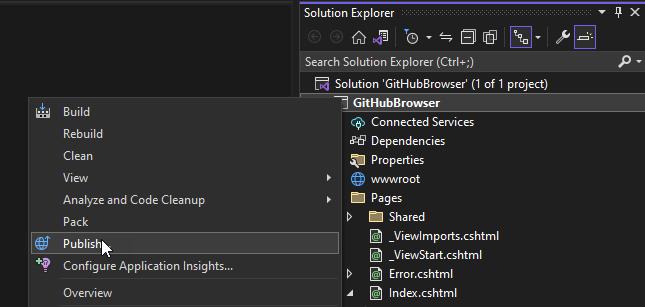 Solution Explorer
Search Solution Explorer (Ctrl+;)
Solution 'GitHubBrowser' (1 of 1 project)
GitHubBrowser
Connected Services
Dependencies
Properties
wwwroot
Pages
Shared
_ViewImports.cshtml
_ViewStart.cshtml
Error.cshtml
Index.cshtml
Build
Rebuild
Clean
View
Analyze and Code Cleanup
Pack
Publish
Configure Application Insights...
Overview